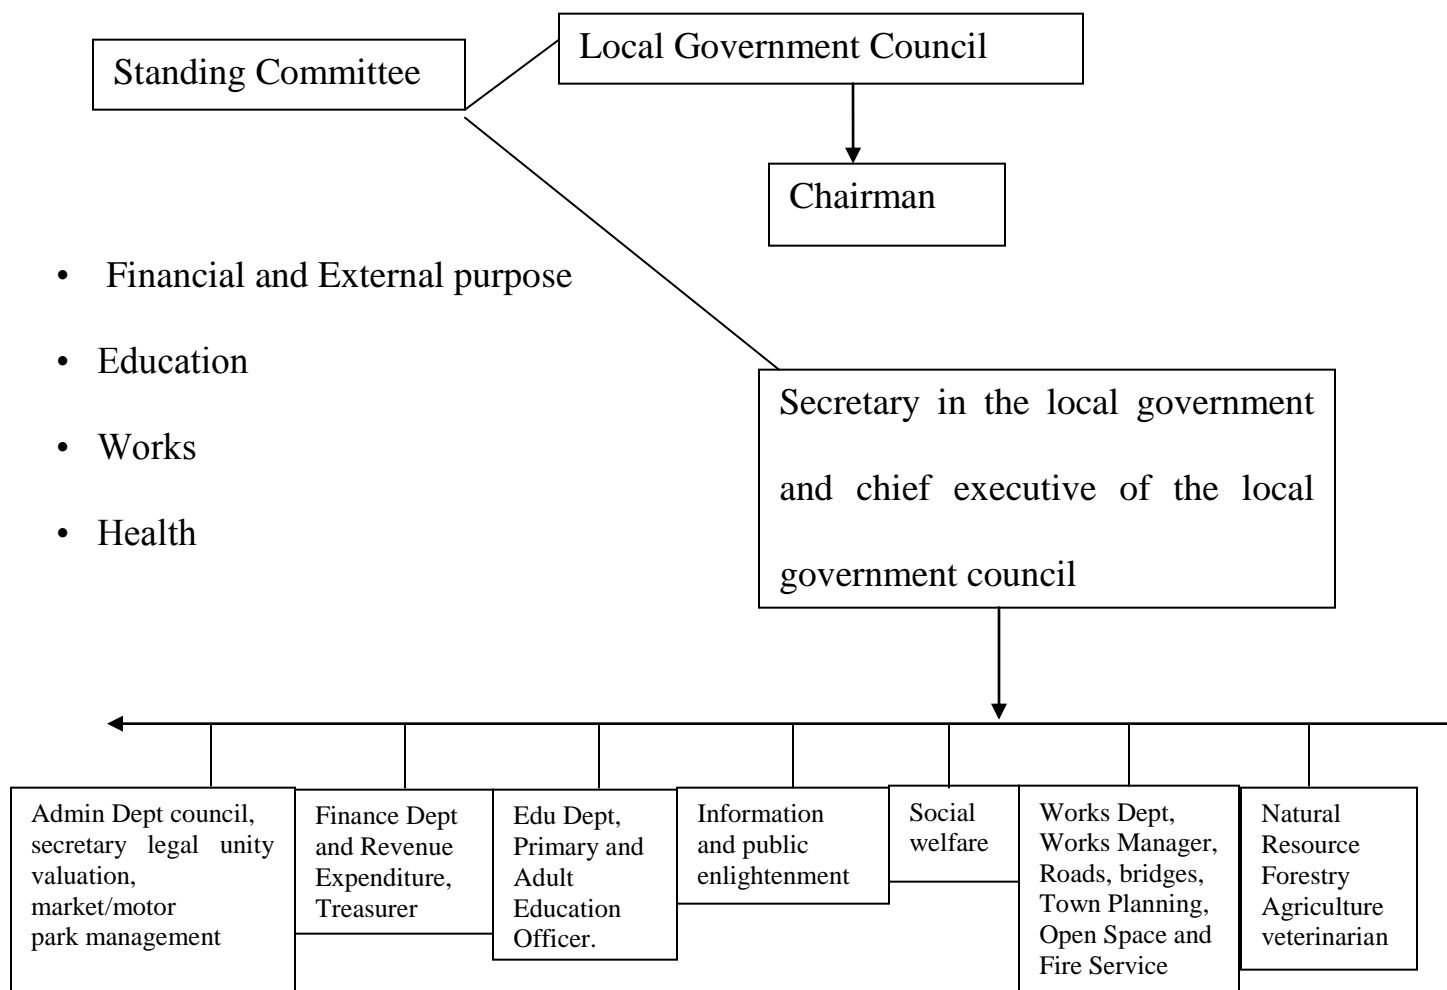 Local Government Council
Standing Committee
Chairman
• Financial and External purpose
• Education
• Works
• Health
Secretary in the local government
and chief executive of the local
government council
Admin Dept council,
secretary legal unity
valuation,
market/motor
park management
Finance Dept
and Revenue
Expenditure,
Treasurer
Edu Dept,
Primary and
Adult
Education
Officer.
Information
and public
enlightenment
Social
welfare
Works Dept,
Works Manager,
Roads, bridges,
Town Planning,
Open Space and
Fire Service
Natural
Resource
Forestry
Agriculture
veterinarian